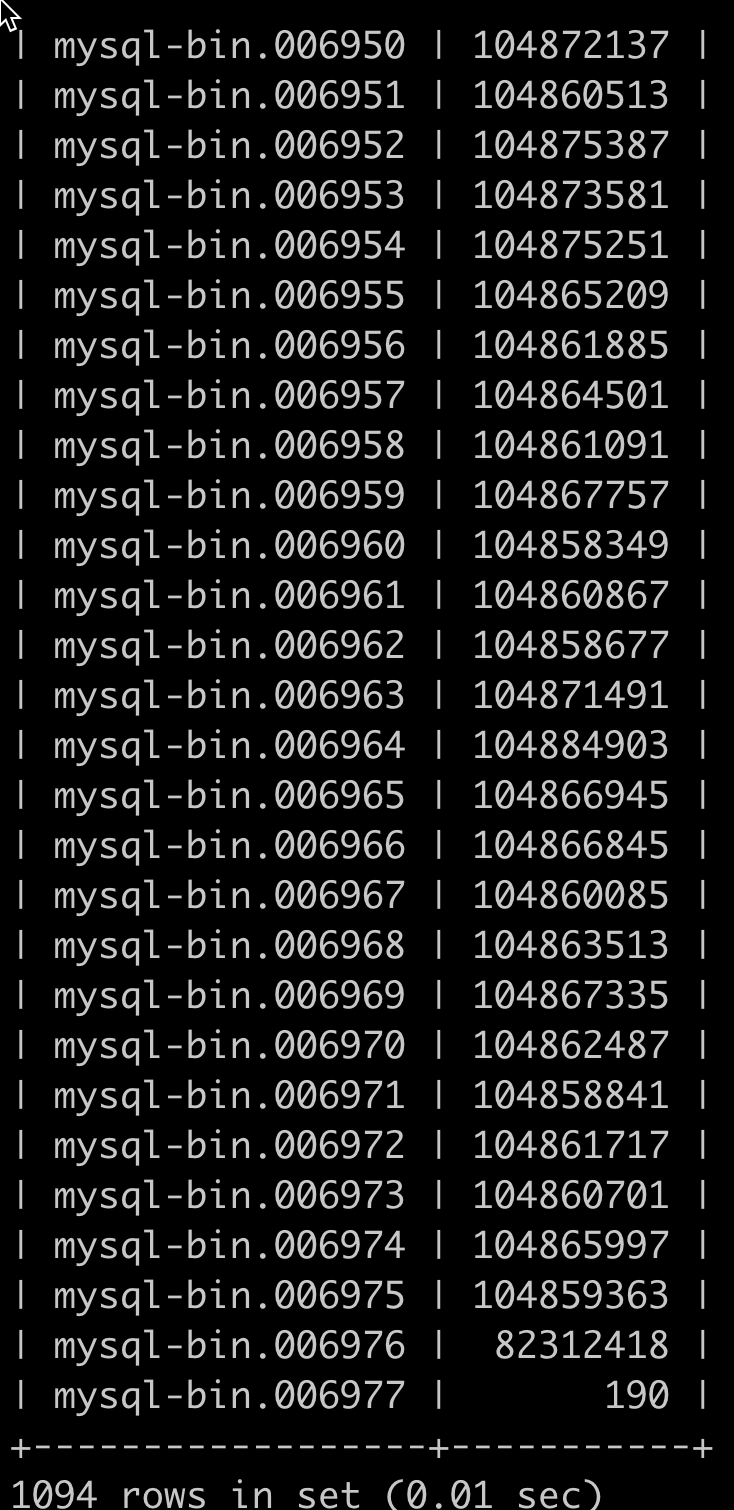 | mysql-bin.006950 | 104872137 |
| mysql-bin.006951 | 104860513 |
| mysql-bin.006952 | 104875387 |
| mysql-bin.006953 | 104873581 |
| mysql-bin.006954 | 104875251 |
| mysql-bin.006955 | 104865209 |
| mysql-bin.006956 | 104861885 |
| mysql-bin.006957 | 104864501 |
| mysql-bin.006958 | 104861091 |
| mysql-bin.006959 | 104867757 |
| mysql-bin.006960 | 104858349 |
| mysql-bin.006961 | 104860867 |
| mysql-bin.006962 | 104858677 |
| mysql-bin.006963 | 104871491 |
| mysql-bin.006964 | 104884903 |
| mysql-bin.006965 | 104866945 |
| mysql-bin.006966 | 104866845 |
| mysql-bin.006967 | 104860085 |
| mysql-bin.006968 | 104863513 |
| mysql-bin.006969 | 104867335 |
| mysql-bin.006970 | 104862487 |
| mysql-bin.006971 | 104858841 |
| mysql-bin.006972 | 104861717 |
| mysql-bin.006973 | 104860701 |
| mysql-bin.006974 | 104865997 |
| mysql-bin.006975 | 104859363 |
| mysql-bin.006976 |  82312418 |
| mysql-bin.006977 |       190 |
+------------------+-----------+
1094 rows in set (0.01 sec)